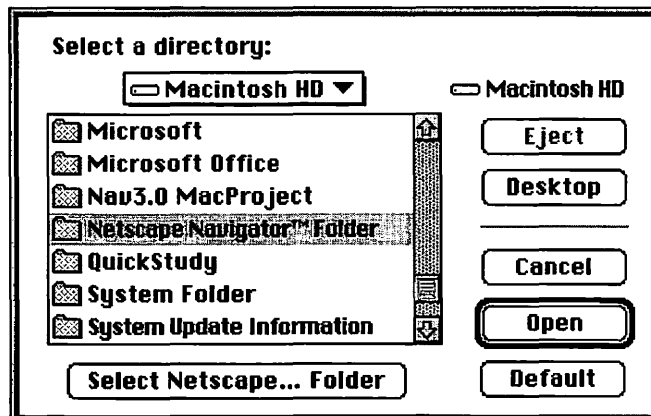 Select a directory:
Macintosh HD
Macintosh HD
Microsoft
Microsoft Office
Nav3.0 MacProject
Netscape Navigator™ Folder
QuickStudy
System Folder
System Update Information
Eject
Desktop
Cancel
Open
Default
Select Netscape... Folder